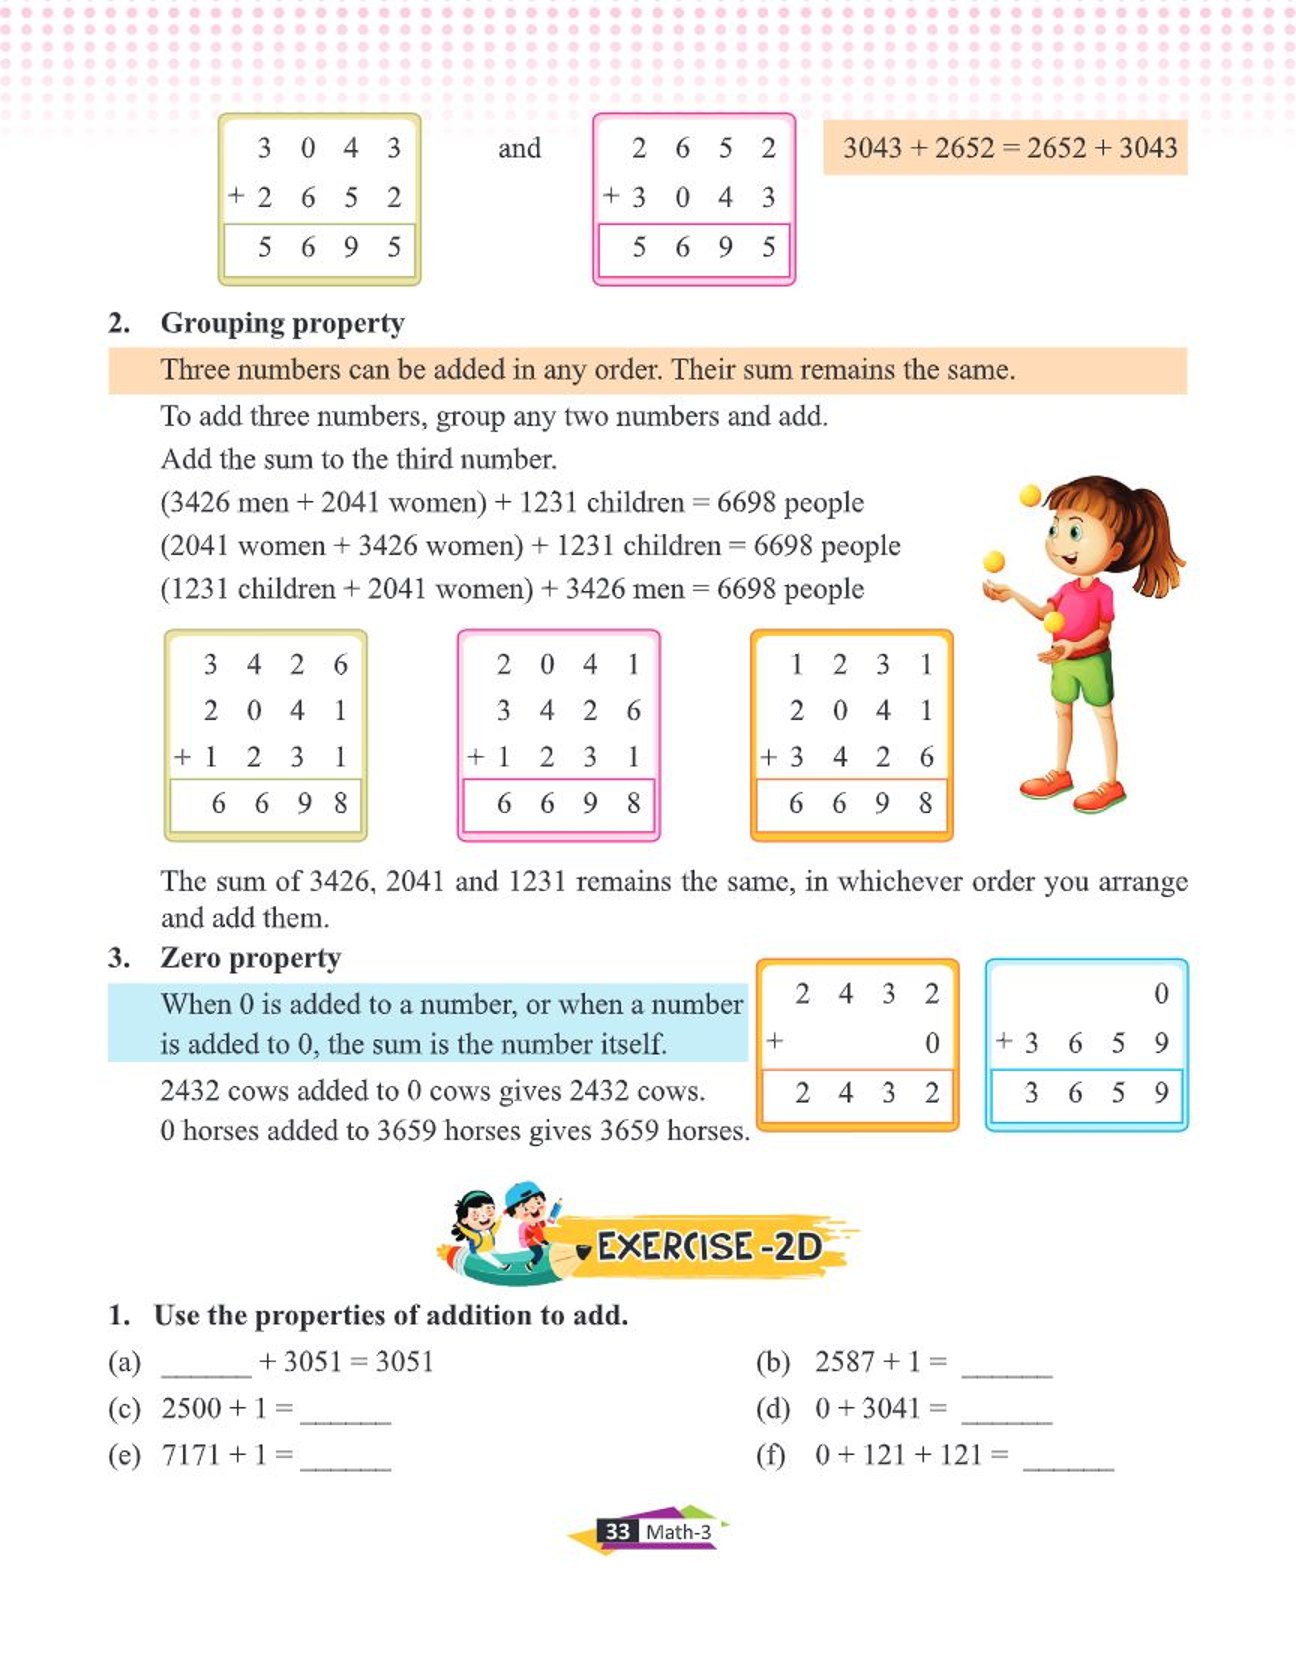 3 0 4 3
+ 2 6 5 2
5 6 9 5
and
2 6 5 2
+ 3 0 4 3
5 6 9 5
3043 + 2652 = 2652 + 3043
2. Grouping property
Three numbers can be added in any order. Their sum remains the same.
To add three numbers, group any two numbers and add.
Add the sum to the third number.
(3426 men + 2041 women) + 1231 children = 6698 people
(2041 women + 3426 women) + 1231 children = 6698 people
(1231 children + 2041 women) + 3426 men = 6698 people
3 4 2 6
2 0 4 1
+ 1 2 3 1
6 6 9 8
2 0 4 1
3 4 2 6
+ 1 2 3 1
6 6 9 8
1 2 3 1
2 0 4 1
+ 3 4 2 6
6 6 9 8
The sum of 3426, 2041 and 1231 remains the same, in whichever order you arrange
and add them.
3. Zero property
When 0 is added to a number, or when a number
is added to 0, the sum is the number itself.
2432 cows added to 0 cows gives 2432 cows.
0 horses added to 3659 horses gives 3659 horses.
2 4 3 2
+ 0
2 4 3 2
0
+ 3 6 5 9
3 6 5 9
EXERCISE -2D
1. Use the properties of addition to add.
(a) ______ + 3051 = 3051
(b) 2587 + 1 = ______
(c) 2500 + 1 = ______
(d) 0 + 3041 = ______
(e) 7171 + 1 = ______
(f) 0 + 121 + 121 = ______
33 Math-3